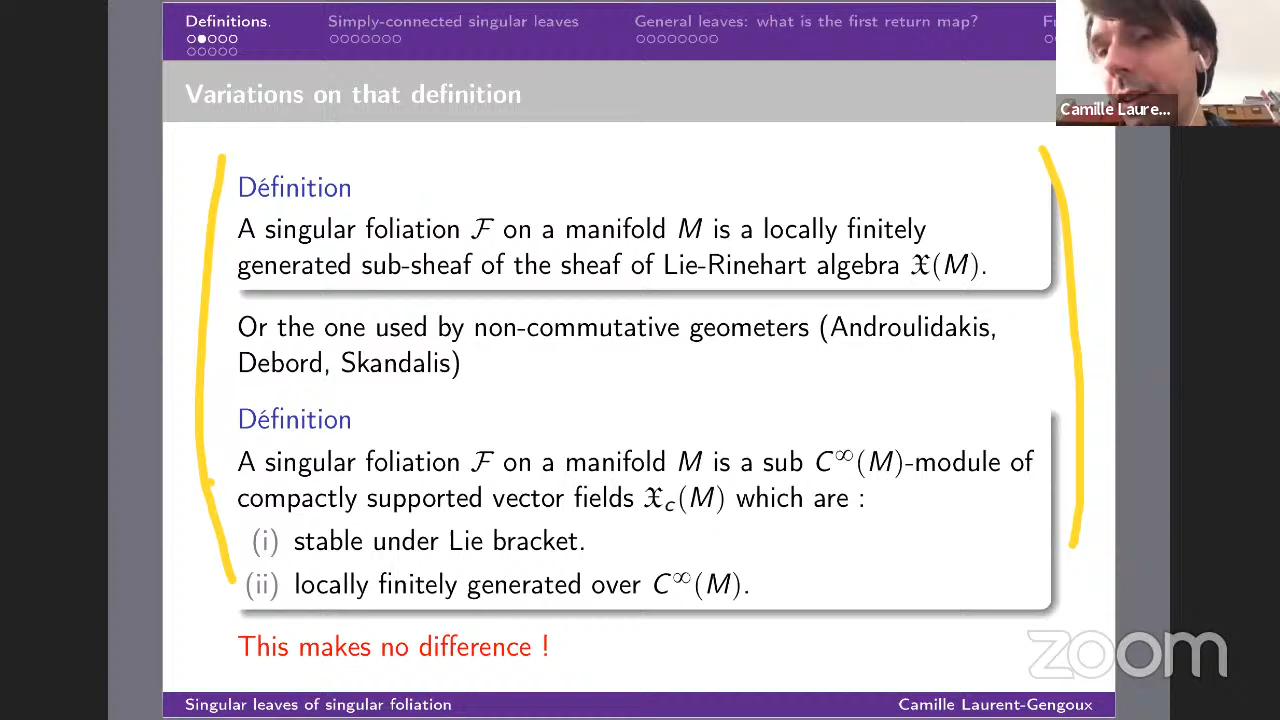 Definitions.
Simply-connected singular leaves
General leaves: what is the first return map?
Variations on that definition
Camille Laure...
Définition
A singular foliation ℱ on a manifold M is a locally finitely
generated sub-sheaf of the sheaf of Lie-Rinehart algebra 𝔛(M).
Or the one used by non-commutative geometers (Androulidakis,
Debord, Skandalis)
Définition
A singular foliation ℱ on a manifold M is a sub C^∞(M)-module of
compactly supported vector fields 𝔛_c(M) which are :
(i) stable under Lie bracket.
(ii) locally finitely generated over C^∞(M).
This makes no difference !
zoom
Singular leaves of singular foliation
Camille Laurent-Gengoux